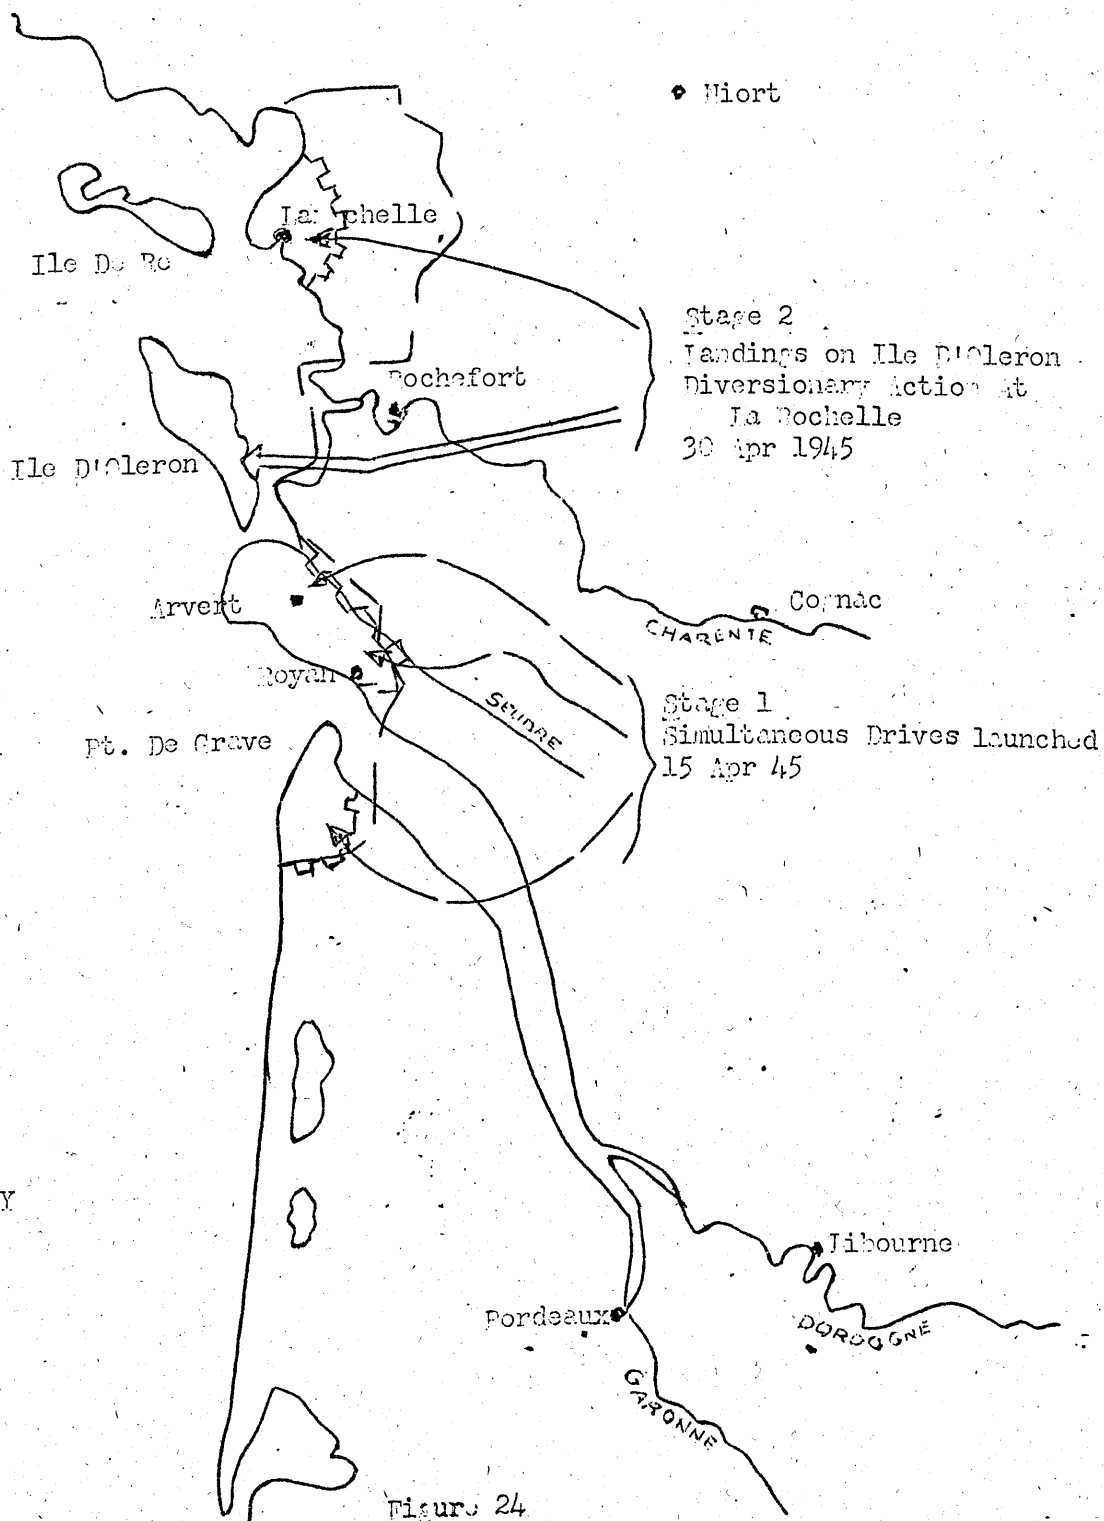 Niort
La Rochelle
Ile De Re
Stage 2
Landings on Ile D'Oleron
Diversionary Action At
La Rochelle
30 Apr 1945
Rochefort
Ile D'Oleron
Arvert
Cognac
CHARENTE
Royan
SEUDRE
Stage 1
Simultaneous Drives launched
15 Apr 45
Pt. De Grave
Y
Libourne
Bordeaux
DORDOGNE
GARONNE
Figure 24